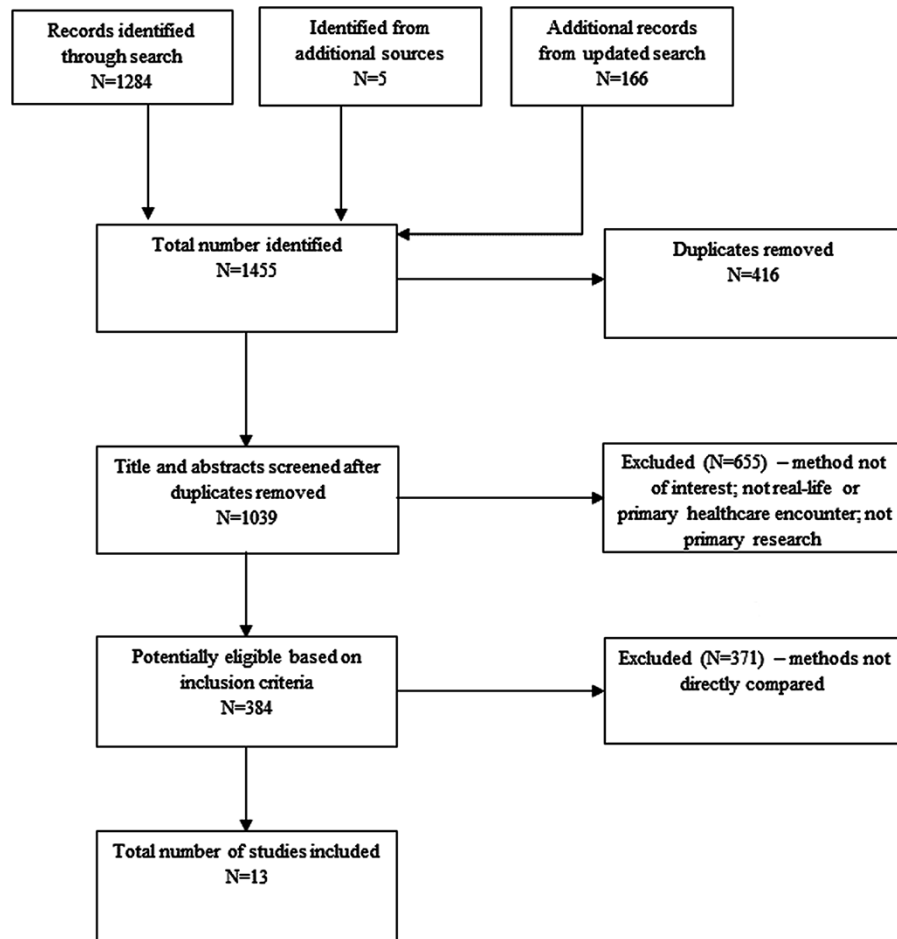 Records identified
through search
N=1284
Identified from
additional sources
N=5
Additional records
from updated search
N=166
Total number identified
N=1455
Duplicates removed
N=416
Title and abstracts screened after
duplicates removed
N=1039
Excluded (N=655) – method not
of interest; not real-life or
primary healthcare encounter; not
primary research
Potentially eligible based on
inclusion criteria
N=384
Excluded (N=371) – methods not
directly compared
Total number of studies included
N=13